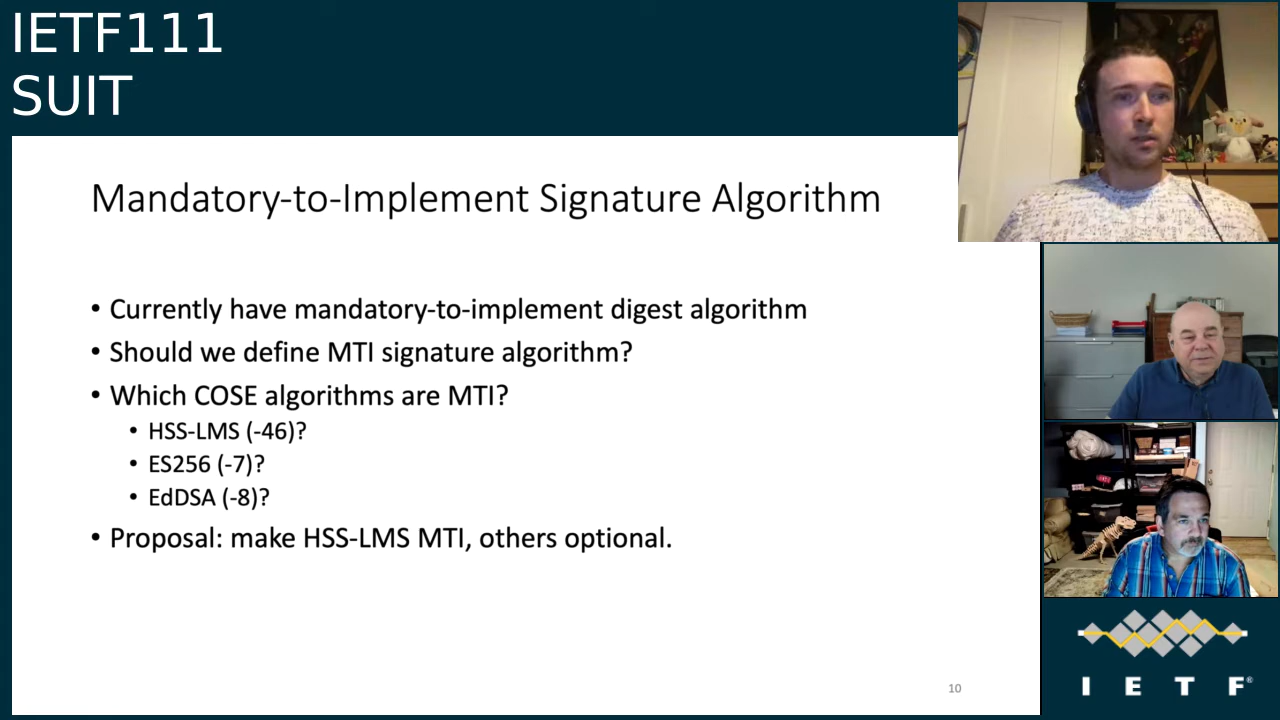 IETF111
SUIT
Mandatory-to-Implement Signature Algorithm
• Currently have mandatory-to-implement digest algorithm
• Should we define MTI signature algorithm?
• Which COSE algorithms are MTI?
• HSS-LMS (-46)?
• ES256 (-7)?
• EdDSA (-8)?
• Proposal: make HSS-LMS MTI, others optional.
10
I E T F®